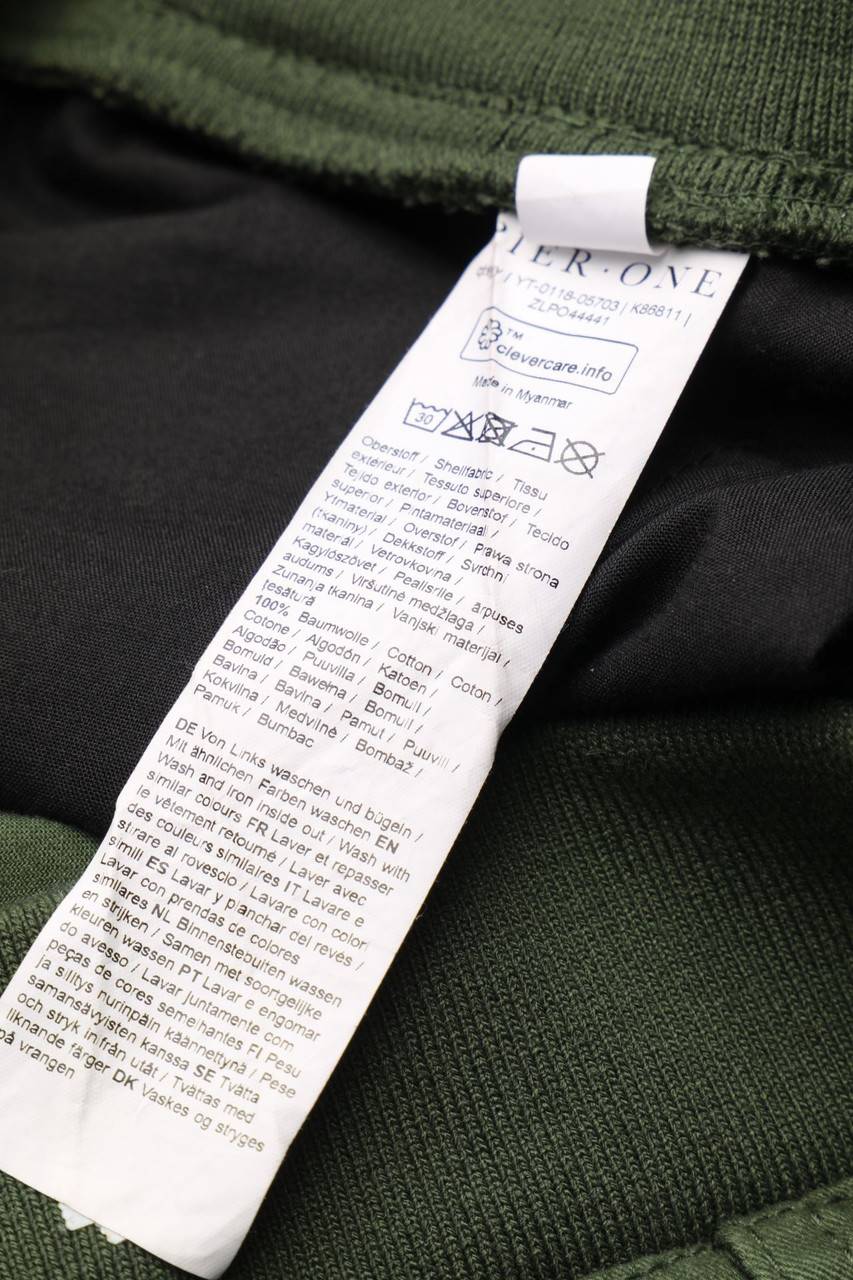 PIER · ONE
YT-0118-05703 | K86811 |
ZLPO44441
™
clevercare.info
Made in Myanmar
30
Oberstoff / Shellfabric / Tissu
extérieur / Tessuto superiore /
Tejido exterior / Bovenstof / Tecido
superior / Pintamateriaali /
Ytmaterial / Overstof / Prawa strona
(tkaniny) / Dekkstoff / Svrchní
materiál / Vetrovkovina /
Kagylószövet / Pealisriie / ārpuses
audums / Viršutinė medžiaga /
Zunanja tkanina / Vanjski materijal /
țesătură
100% Baumwolle / Cotton / Coton /
Cotone / Algodón / Katoen /
Algodão / Puuvilla / Bomull /
Bomuld / Bawełna / Bomull /
Bavlna / Bavlna / Pamut / Puuvill /
Kokvilna / Medvilnė / Bombaž /
Pamuk / Bumbac
DE Von Links waschen und bügeln /
Mit ähnlichen Farben waschen EN
Wash and Iron inside out / Wash with
similar colours FR Laver et repasser
le vêtement retourné / Laver avec
des couleurs similaires IT Lavare e
stirare al rovescio / Lavare con colori
simili ES Lavar y planchar del revés /
Lavar con prendas de colores
similares NL Binnenstebuiten wassen
en strijken / Samen met soortgelijke
kleuren wassen PT Lavar e engomar
do avesso / Lavar juntamente com
peças de cores semelhantes FI Pesu
ja silitys nurinpäin käännettynä / Pese
samansävyisten kanssa SE Tvätta
och stryk inifrån utåt / Tvättas med
liknande färger DK Vaskes og stryges
på vrangen